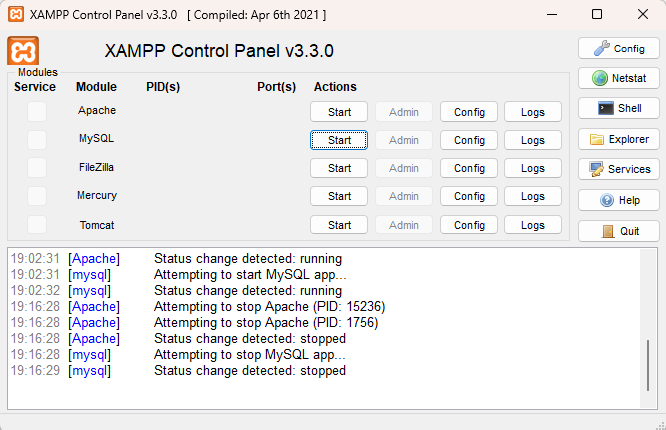 XAMPP Control Panel v3.3.0 [ Compiled: Apr 6th 2021 ]
XAMPP Control Panel v3.3.0
Config
Modules
Service Module PID(s) Port(s) Actions
Netstat
Apache Start Admin Config Logs
Shell
MySQL Start Admin Config Logs
Explorer
FileZilla Start Admin Config Logs
Services
Mercury Start Admin Config Logs
Help
Tomcat Start Admin Config Logs
Quit
19:02:31 [Apache] Status change detected: running
19:02:31 [mysql] Attempting to start MySQL app...
19:02:32 [mysql] Status change detected: running
19:16:28 [Apache] Attempting to stop Apache (PID: 15236)
19:16:28 [Apache] Attempting to stop Apache (PID: 1756)
19:16:28 [Apache] Status change detected: stopped
19:16:28 [mysql] Attempting to stop MySQL app...
19:16:29 [mysql] Status change detected: stopped